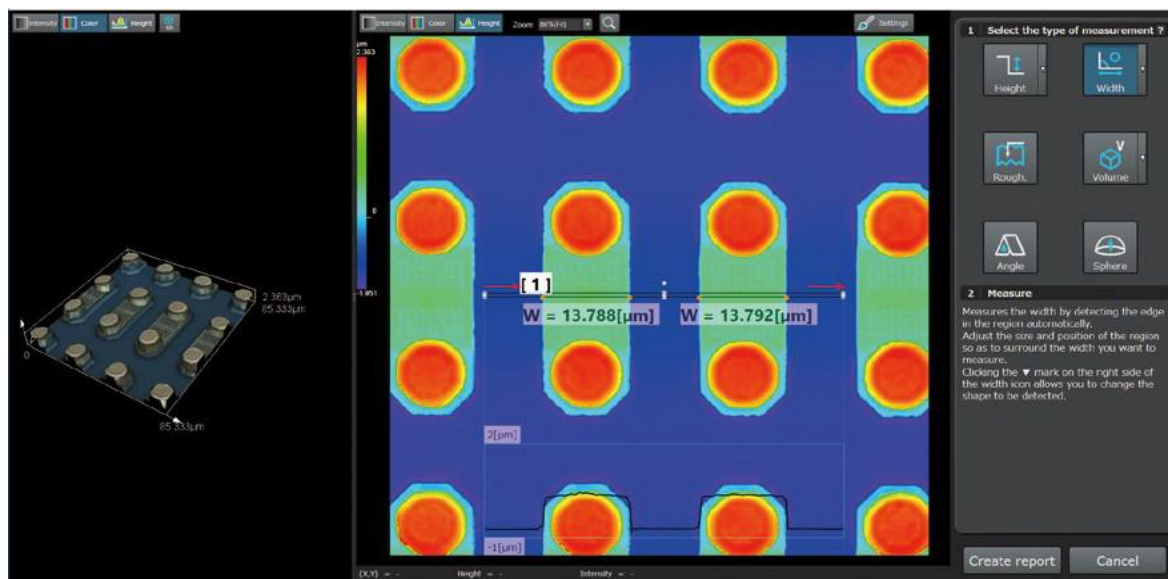 Intensity Color Height 3D
Intensity Color Height Zoom 86%(Fit) Settings
μm
2.363
0
2.363μm
85.333μm
0
85.333μm
[ 1 ]
W = 13.788[μm]
W = 13.792[μm]
2[μm]
-1[μm]
(X,Y) = - Height = - Intensity = -
1 Select the type of measurement ?
Height
Width
Rough.
V
Volume
Angle
Sphere
2 Measure
Measures the width by detecting the edge
in the region automatically.
Adjust the size and position of the region
so as to surround the width you want to
measure.
Clicking the ▼ mark on the right side of
the width icon allows you to change the
shape to be detected.
Create report
Cancel